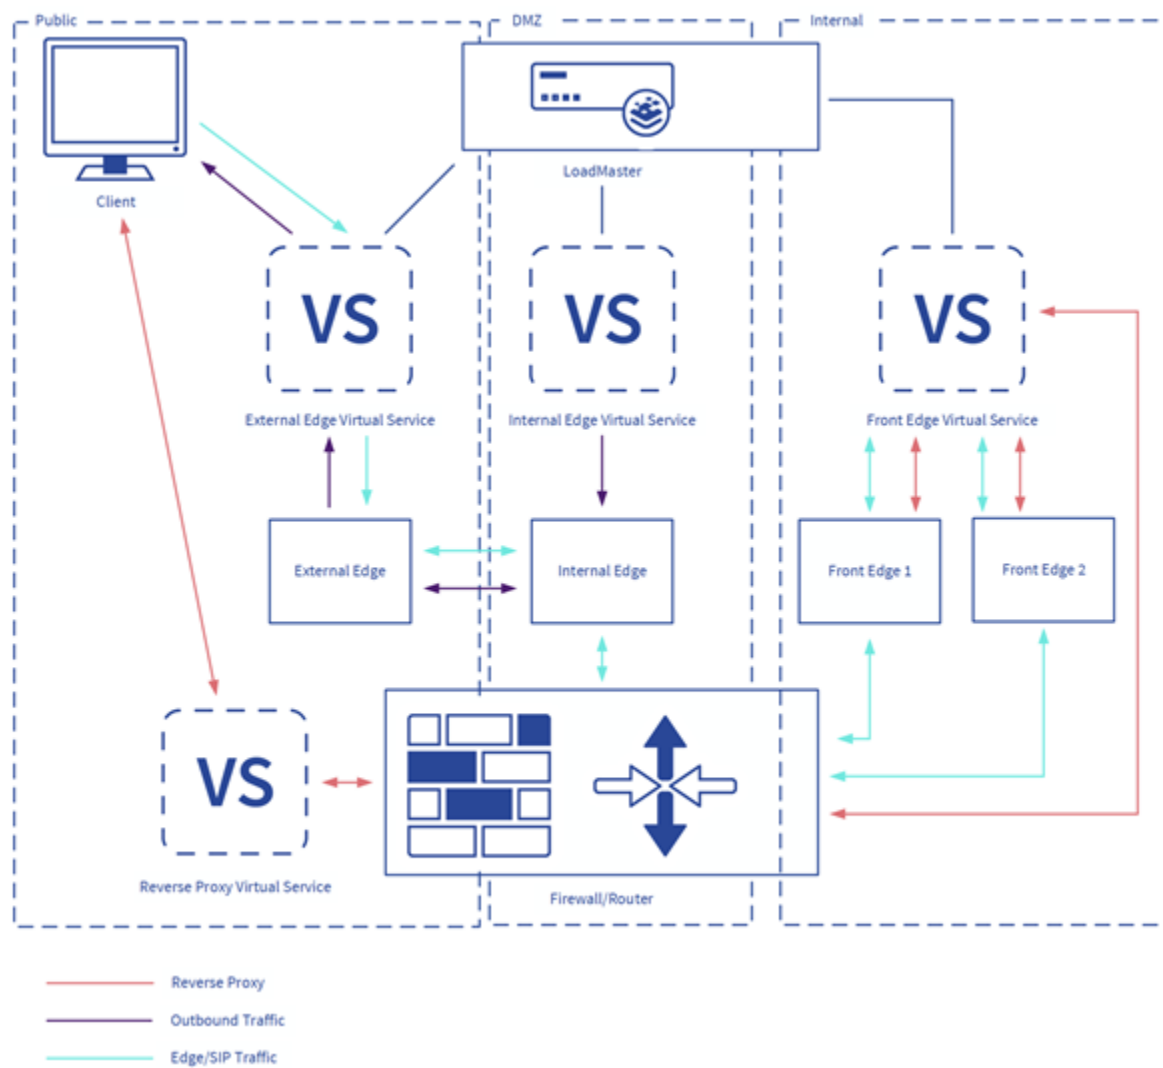 Public
DMZ
Internal
LoadMaster
Client
VS
VS
VS
External Edge Virtual Service
Internal Edge Virtual Service
Front Edge Virtual Service
External Edge
Internal Edge
Front Edge 1
Front Edge 2
VS
Reverse Proxy Virtual Service
Firewall/Router
Reverse Proxy
Outbound Traffic
Edge/SIP Traffic